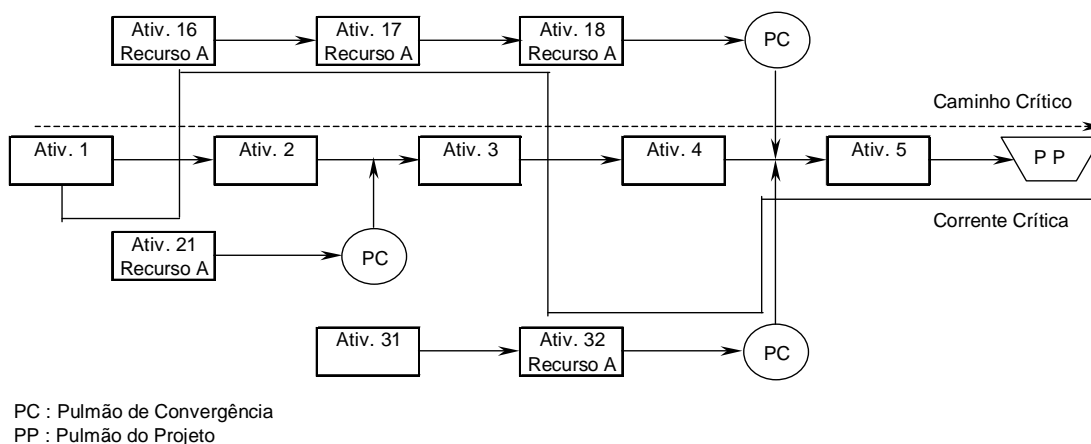 Ativ. 16
Recurso A
Ativ. 17
Recurso A
Ativ. 18
Recurso A
PC
Caminho Crítico
Ativ. 1
Ativ. 2
Ativ. 3
Ativ. 4
Ativ. 5
P P
Corrente Crítica
Ativ. 21
Recurso A
PC
Ativ. 31
Ativ. 32
Recurso A
PC
PC : Pulmão de Convergência
PP : Pulmão do Projeto